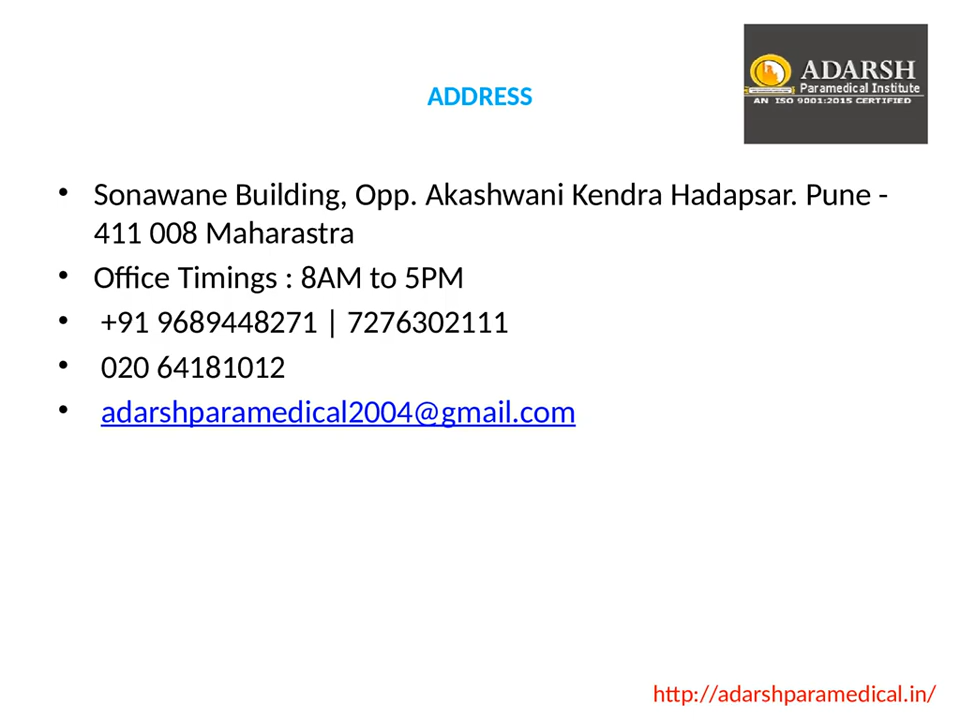 ADARSH
Paramedical Institute
AN ISO 9001:2015 CERTIFIED
ADDRESS
• Sonawane Building, Opp. Akashwani Kendra Hadapsar. Pune -
411 008 Maharastra
• Office Timings : 8AM to 5PM
• +91 9689448271 | 7276302111
• 020 64181012
• adarshparamedical2004@gmail.com
http://adarshparamedical.in/